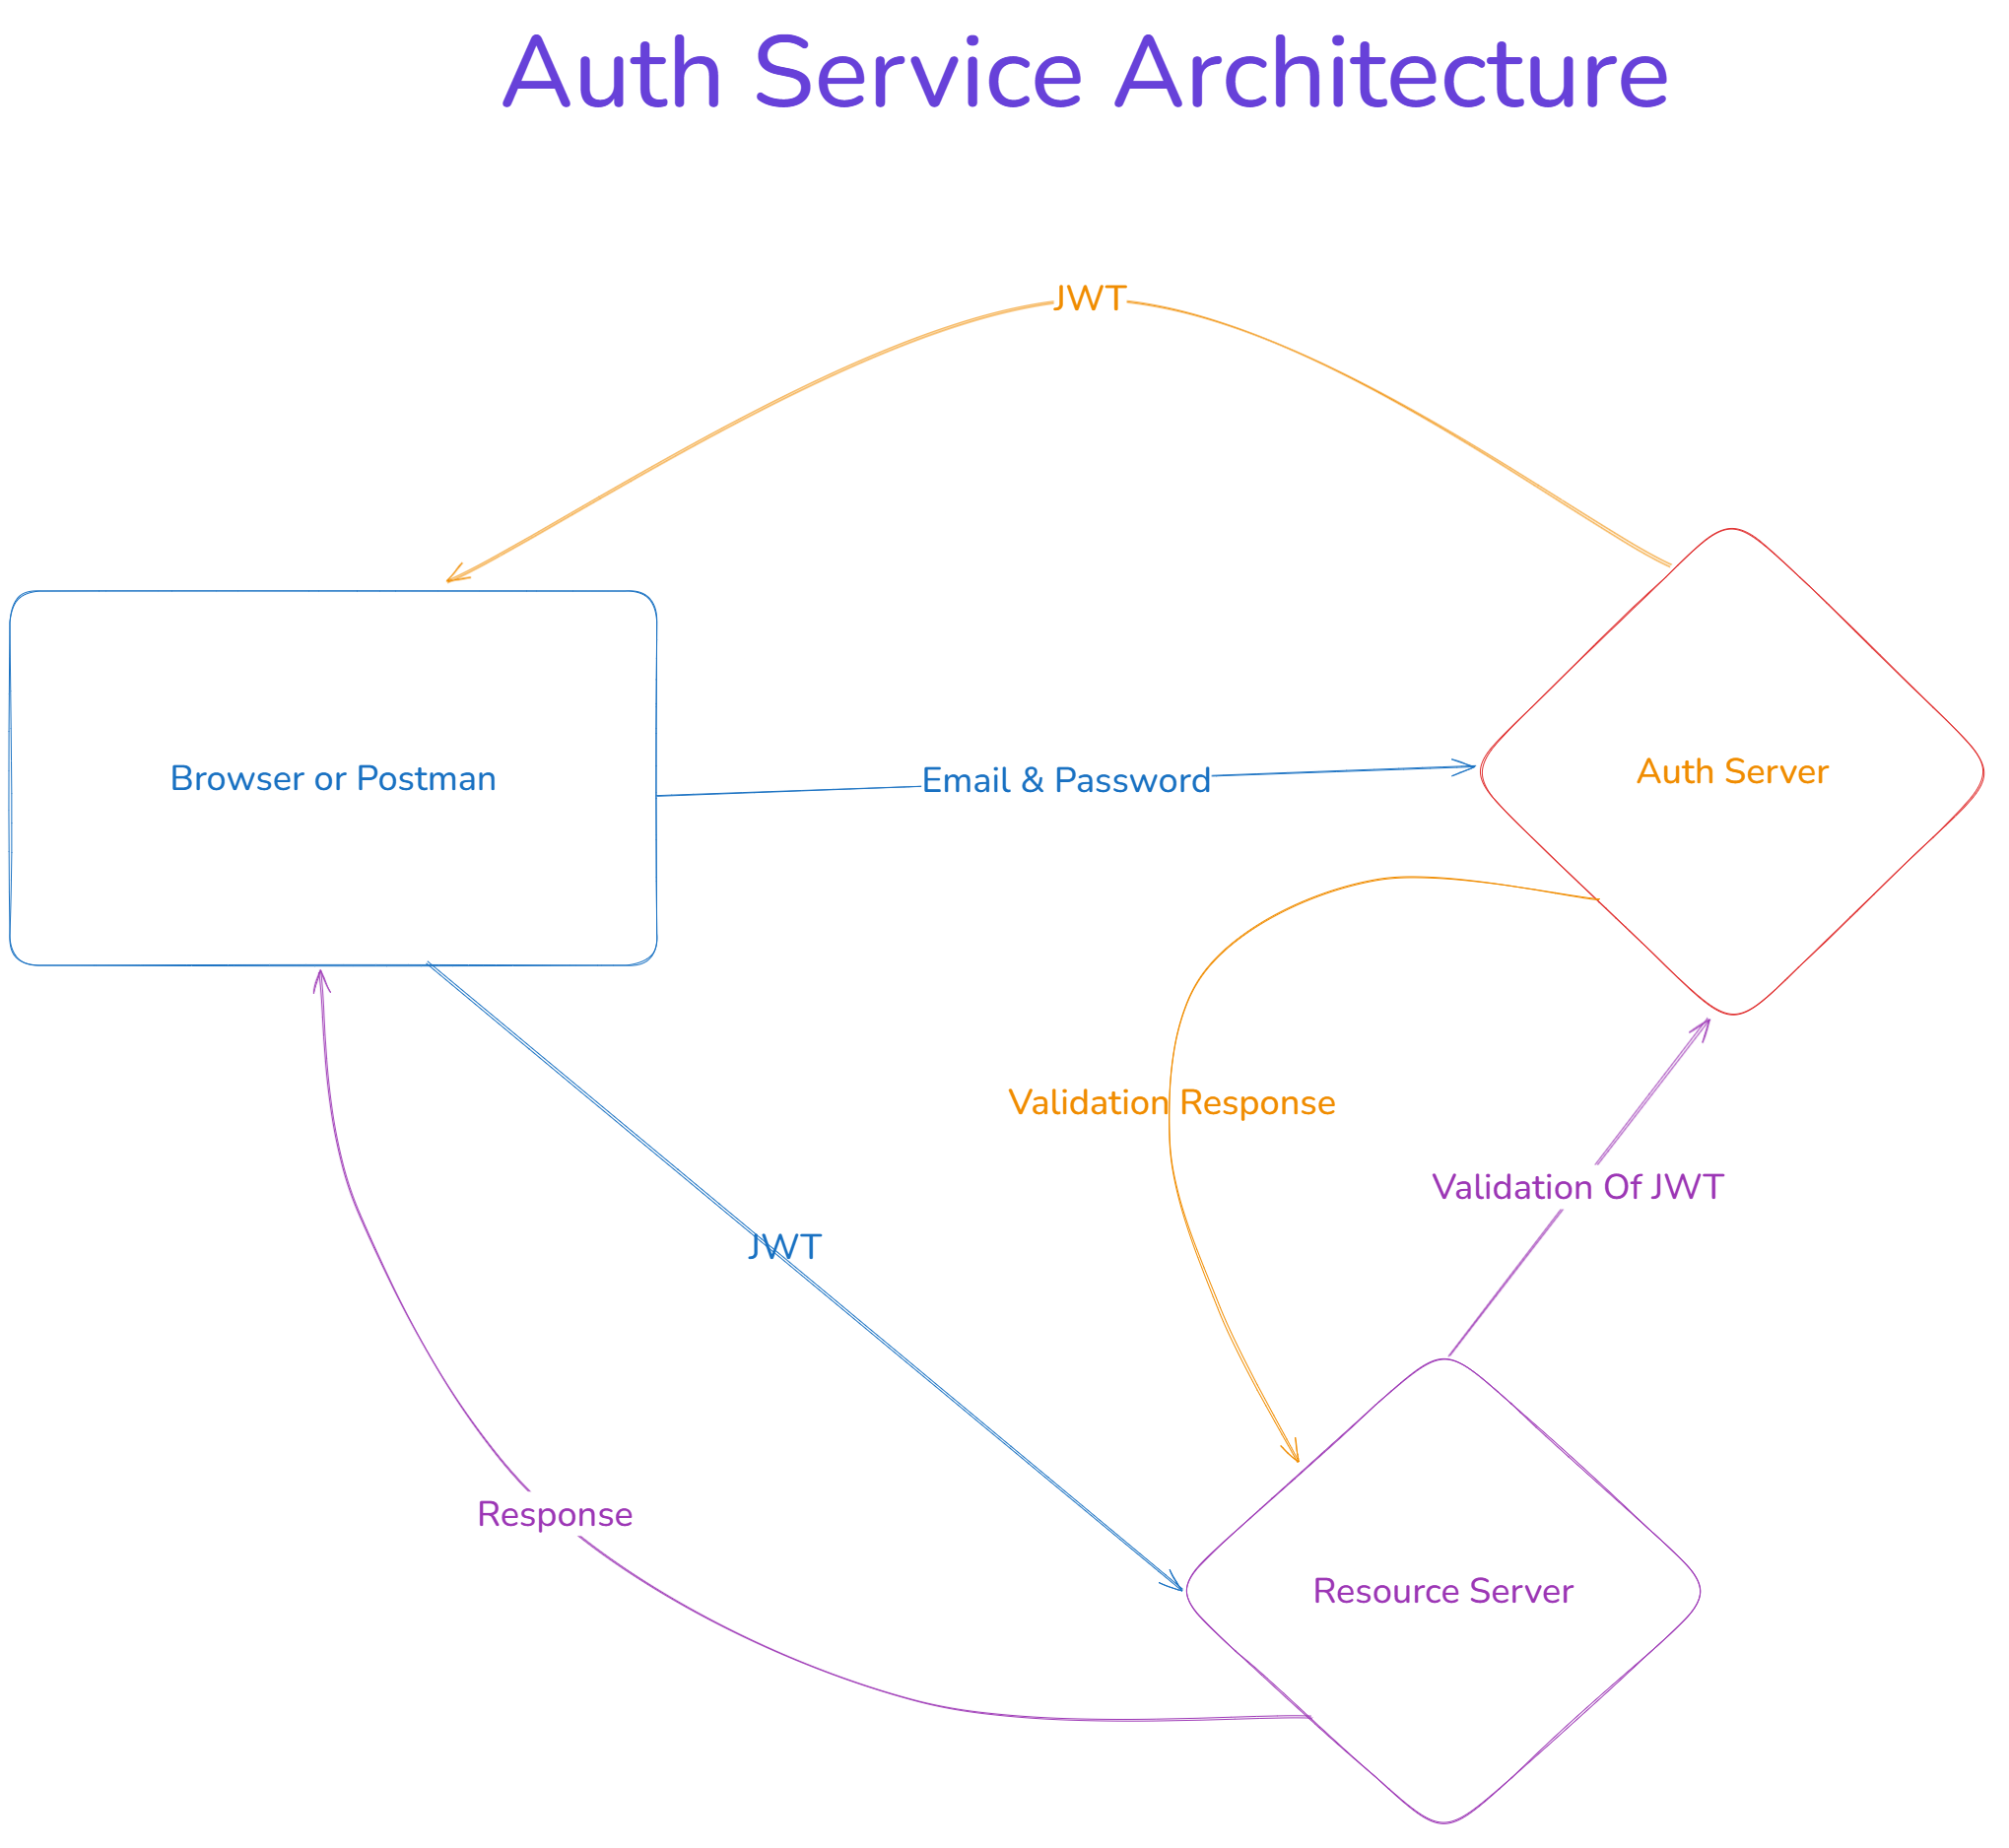 Auth Service Architecture
JWT
Browser or Postman
Email & Password
Auth Server
Validation Response
Validation Of JWT
JWT
Response
Resource Server